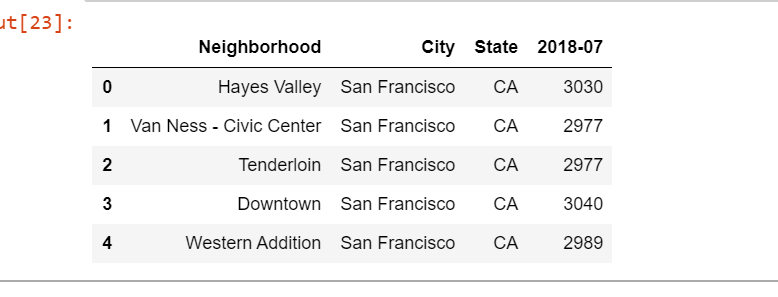 ut[23]:
Neighborhood City State 2018-07
0 Hayes Valley San Francisco CA 3030
1 Van Ness - Civic Center San Francisco CA 2977
2 Tenderloin San Francisco CA 2977
3 Downtown San Francisco CA 3040
4 Western Addition San Francisco CA 2989